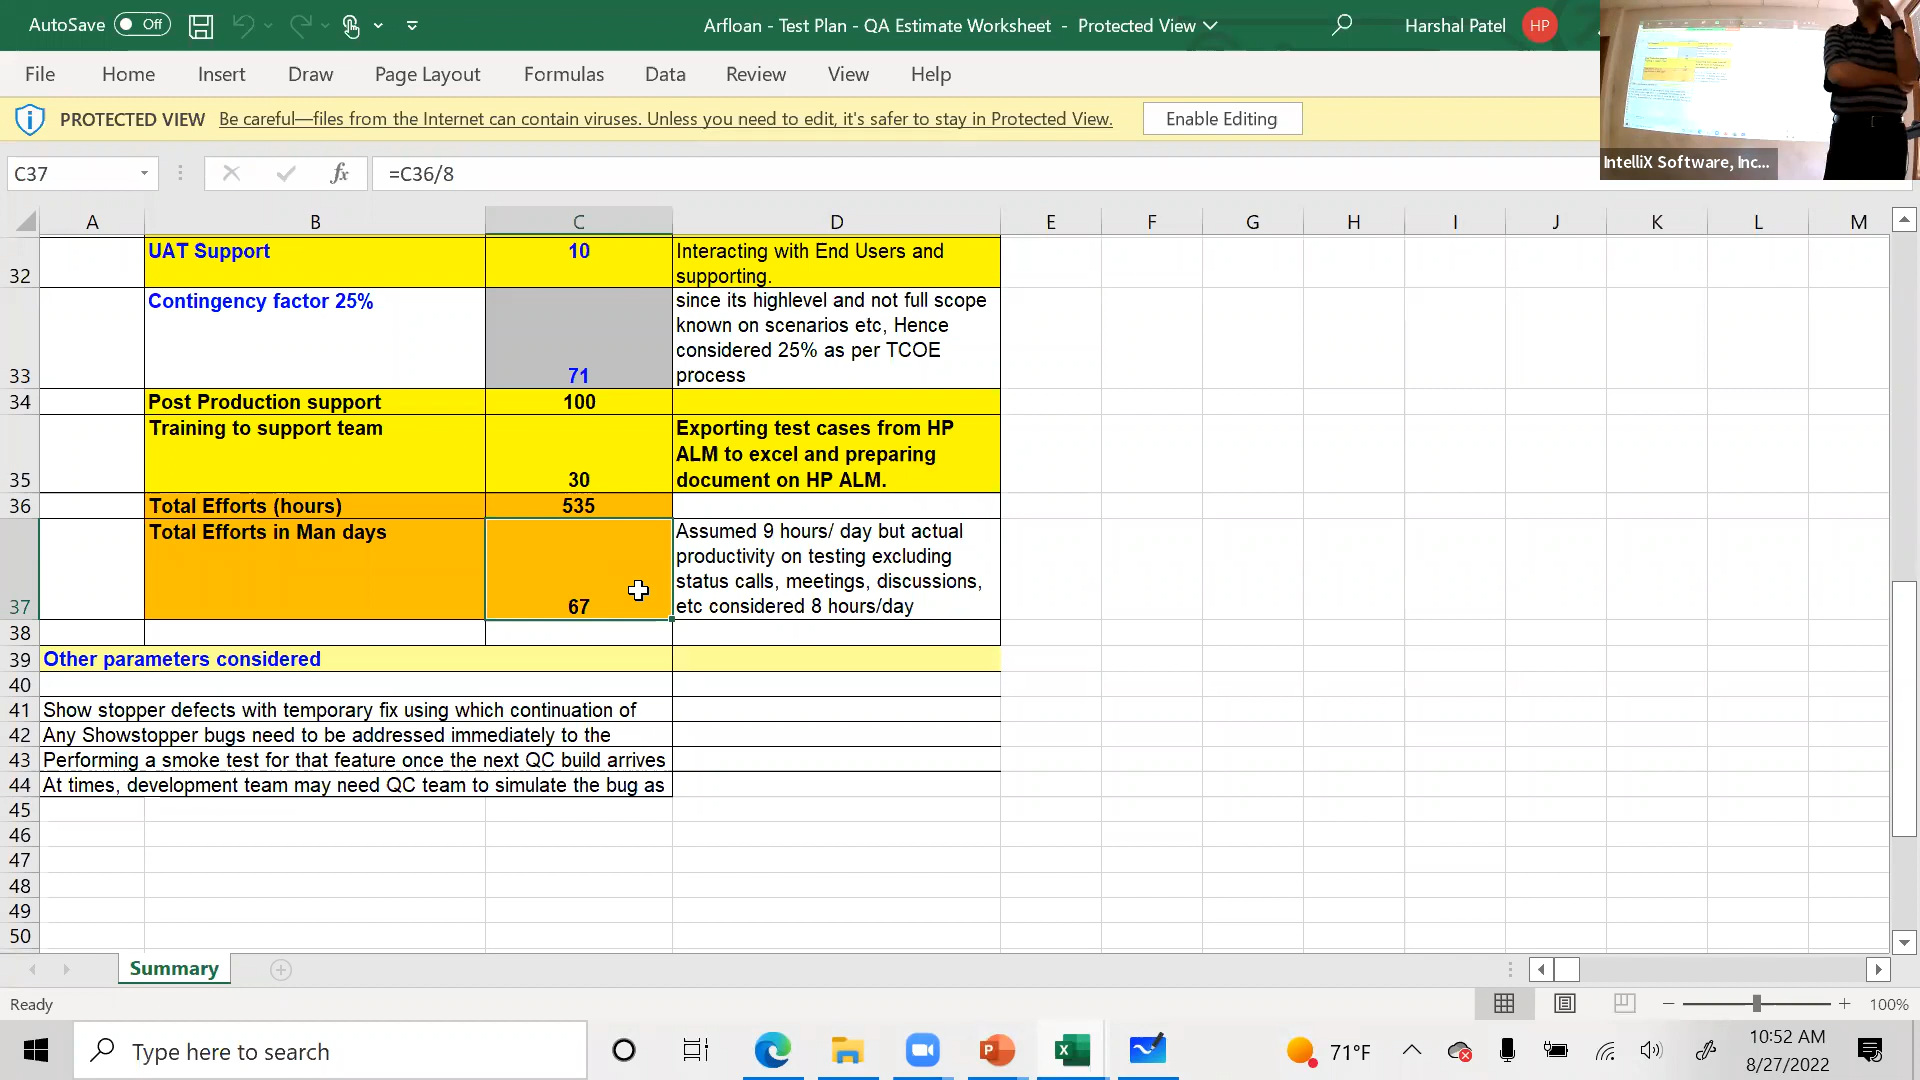 AutoSave Off
Arfloan - Test Plan - QA Estimate Worksheet - Protected View
Harshal Patel HP
File Home Insert Draw Page Layout Formulas Data Review View Help
PROTECTED VIEW Be careful—files from the Internet can contain viruses. Unless you need to edit, it's safer to stay in Protected View. Enable Editing
IntelliX Software, Inc...
C37 fx =C36/8
A B C D E F G H I J K L M
32 UAT Support 10 Interacting with End Users and
supporting.
33 Contingency factor 25% 71 since its highlevel and not full scope
known on scenarios etc, Hence
considered 25% as per TCOE
process
34 Post Production support 100
35 Training to support team 30 Exporting test cases from HP
ALM to excel and preparing
document on HP ALM.
36 Total Efforts (hours) 535
37 Total Efforts in Man days 67 Assumed 9 hours/ day but actual
productivity on testing excluding
status calls, meetings, discussions,
etc considered 8 hours/day
38
39 Other parameters considered
40
41 Show stopper defects with temporary fix using which continuation of
42 Any Showstopper bugs need to be addressed immediately to the
43 Performing a smoke test for that feature once the next QC build arrives
44 At times, development team may need QC team to simulate the bug as
45
46
47
48
49
50
Summary
Ready 100%
Type here to search
71°F
10:52 AM
8/27/2022